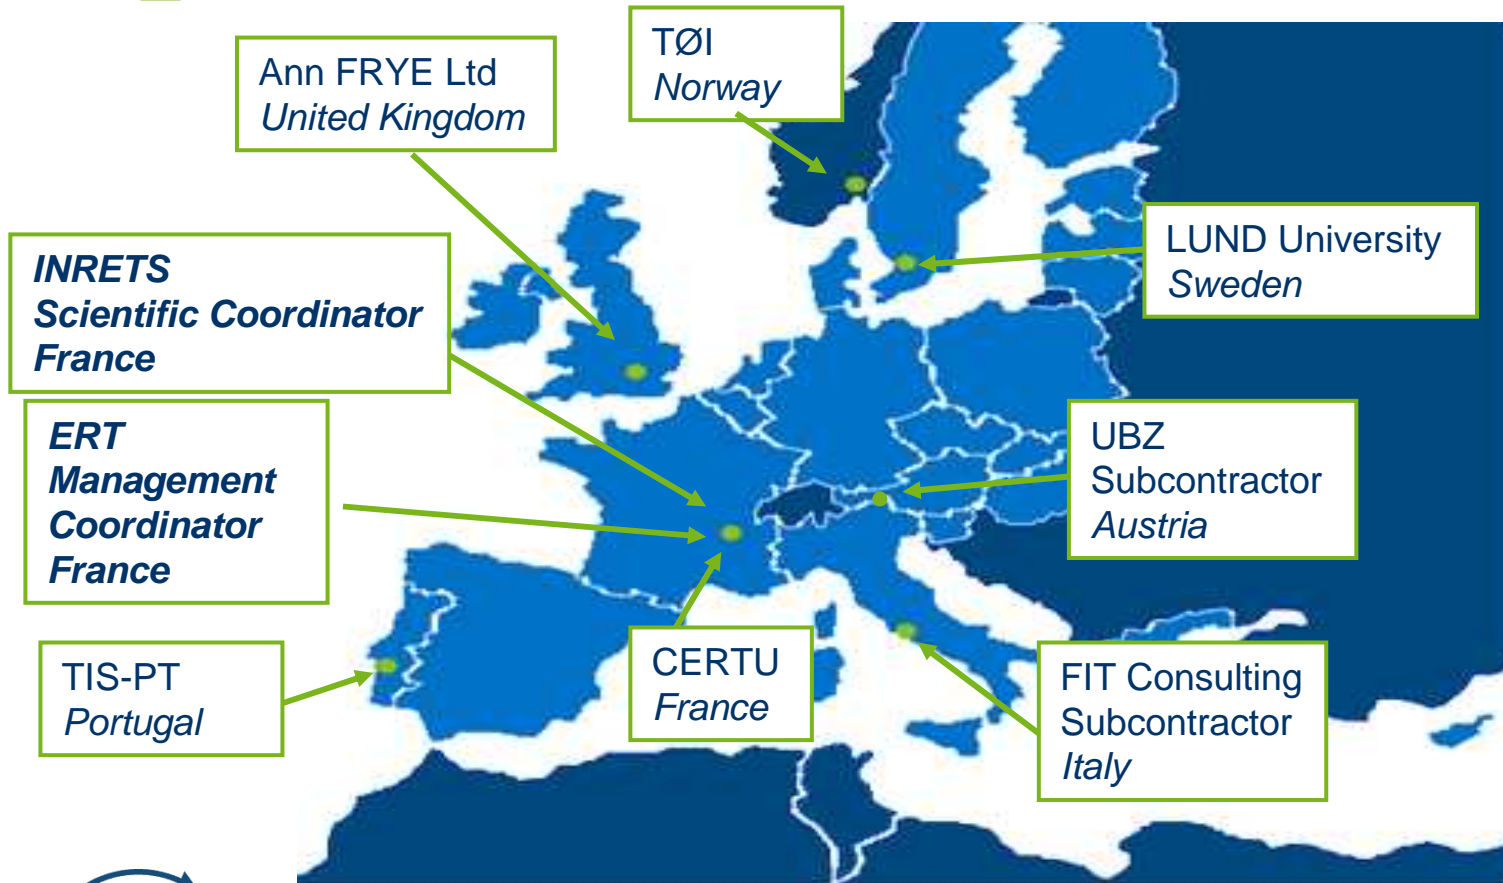 Ann FRYE Ltd
United Kingdom
TØI
Norway
INRETS
Scientific Coordinator
France
LUND University
Sweden
ERT
Management
Coordinator
France
UBZ
Subcontractor
Austria
TIS-PT
Portugal
CERTU
France
FIT Consulting
Subcontractor
Italy